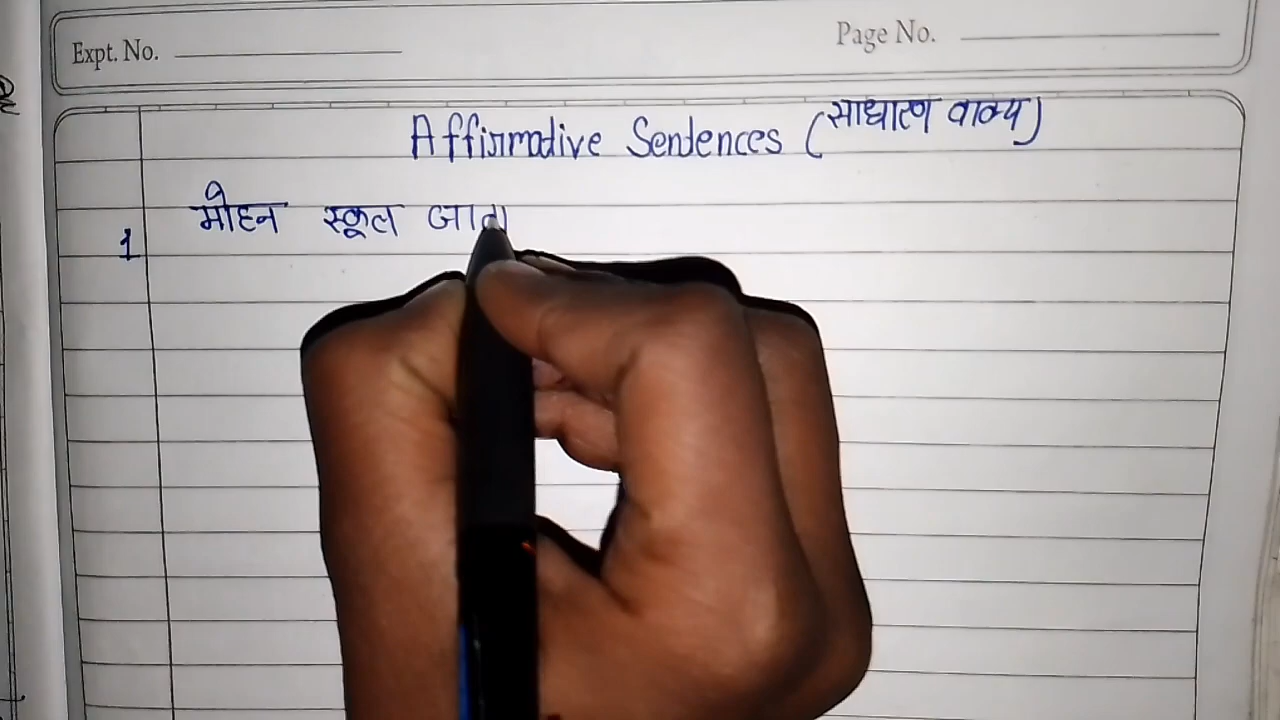 Expt. No. Page No.
Affirmative Sentences (साधारण वाक्य)
1 मोहन स्कूल जाता